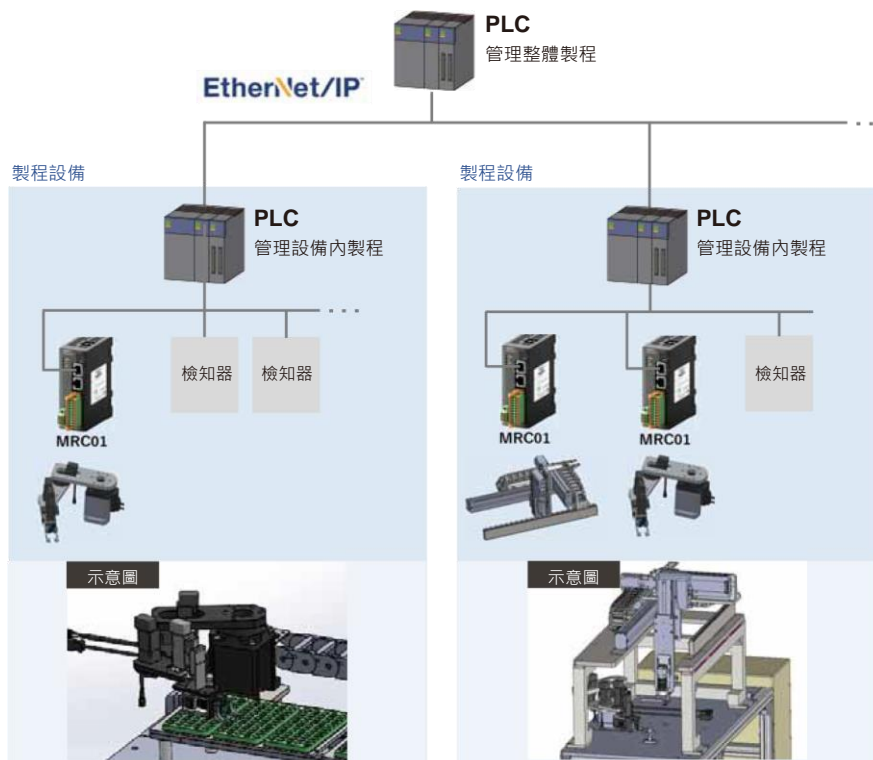 PLC
管理整體製程
EtherNet/IP
製程設備
PLC
管理設備內製程
檢知器
檢知器
MRC01
示意圖
製程設備
PLC
管理設備內製程
檢知器
MRC01
MRC01
示意圖